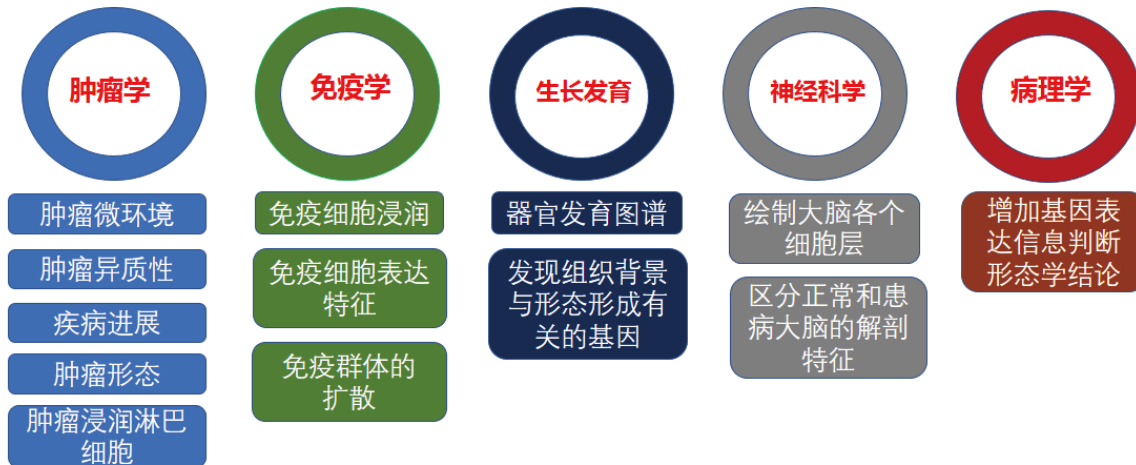 肿瘤学
免疫学
生长发育
神经科学
病理学
肿瘤微环境
肿瘤异质性
疾病进展
肿瘤形态
肿瘤浸润淋巴
细胞
免疫细胞浸润
免疫细胞表达
特征
免疫群体的
扩散
器官发育图谱
发现组织背景
与形态形成有
关的基因
绘制大脑各个
细胞层
区分正常和患
病大脑的解剖
特征
增加基因表
达信息判断
形态学结论